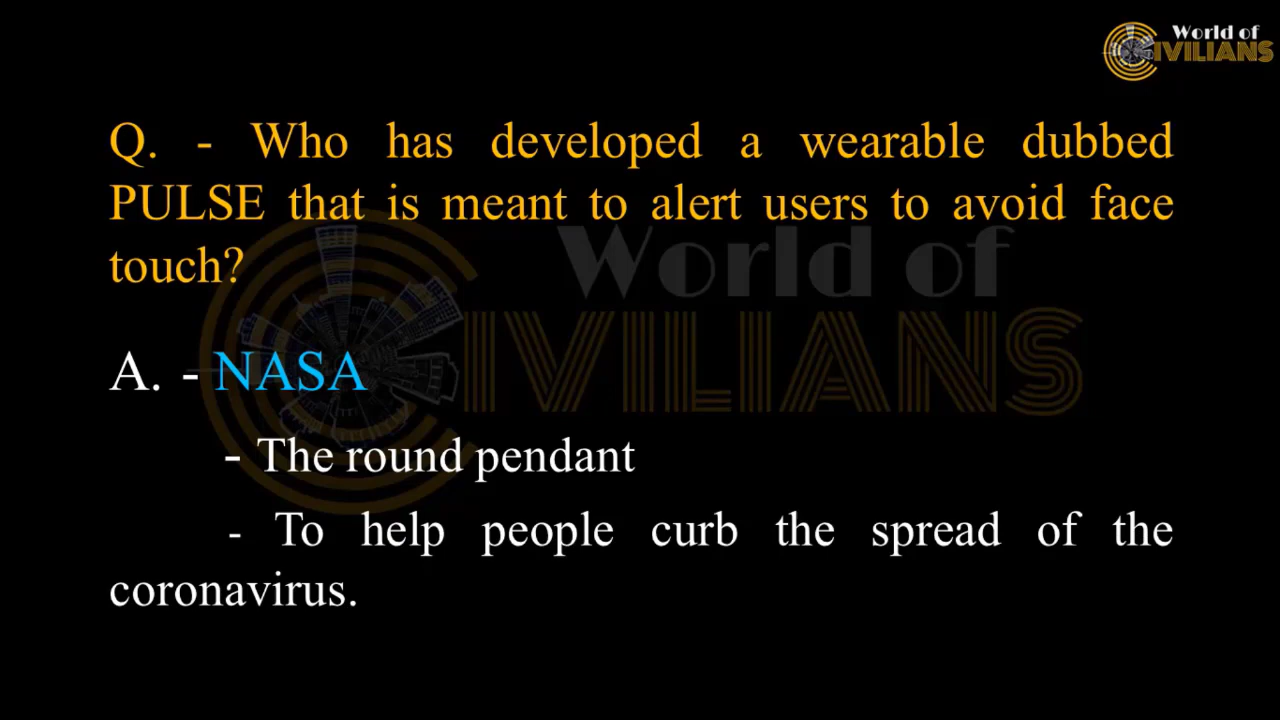 World of
CIVILIANS
Q. - Who has developed a wearable dubbed
PULSE that is meant to alert users to avoid face
touch?
World of
CIVILIANS
A. - NASA
- The round pendant
- To help people curb the spread of the
coronavirus.